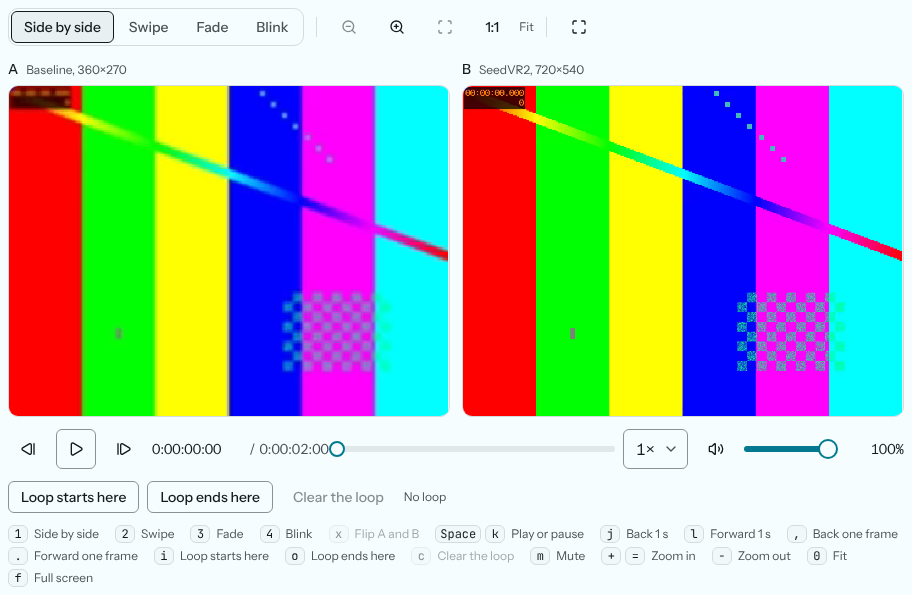 Side by side Swipe Fade Blink 1:1 Fit
A Baseline, 360×270
B SeedVR2, 720×540
00:00:00.000
0
0:00:00:00 / 0:00:02:00 1× 100%
Loop starts here Loop ends here Clear the loop No loop
1 Side by side 2 Swipe 3 Fade 4 Blink x Flip A and B Space k Play or pause j Back 1 s l Forward 1 s , Back one frame
. Forward one frame i Loop starts here o Loop ends here c Clear the loop m Mute + = Zoom in - Zoom out 0 Fit
f Full screen